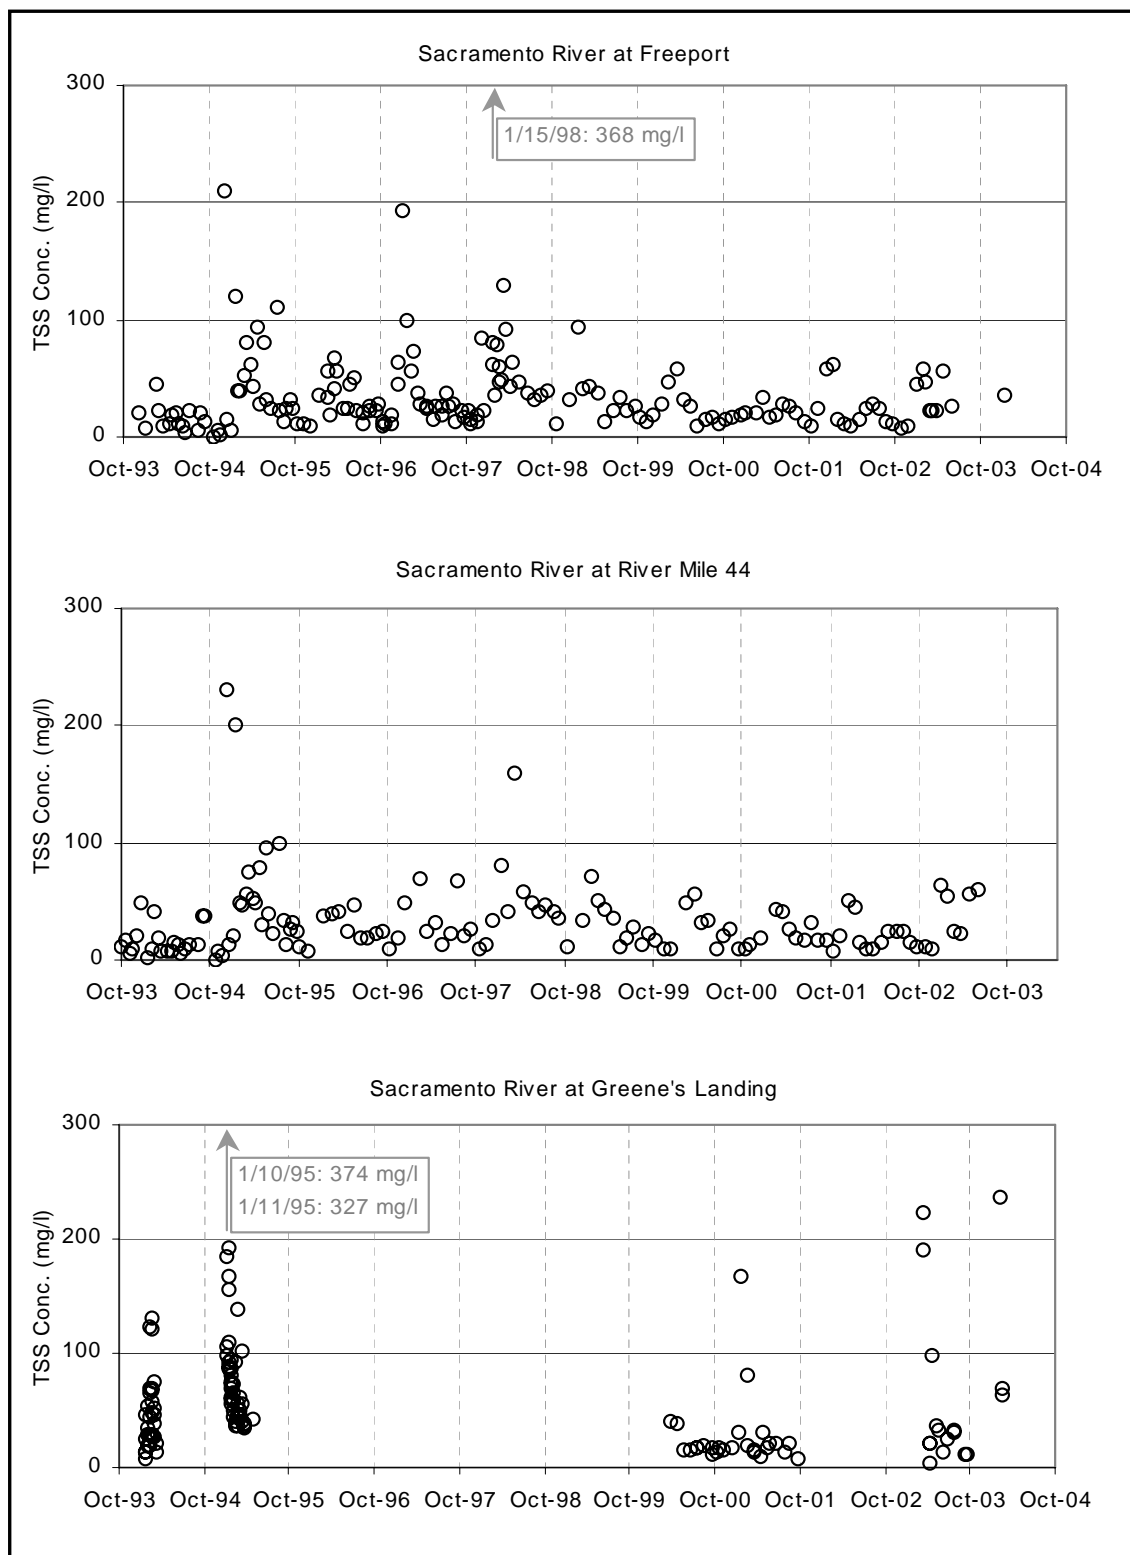 Sacramento River at Freeport
300
200
100
0
TSS Conc. (mg/l)
1/15/98: 368 mg/l
Oct-93 Oct-94 Oct-95 Oct-96 Oct-97 Oct-98 Oct-99 Oct-00 Oct-01 Oct-02 Oct-03 Oct-04
Sacramento River at River Mile 44
300
200
100
0
TSS Conc. (mg/l)
Oct-93 Oct-94 Oct-95 Oct-96 Oct-97 Oct-98 Oct-99 Oct-00 Oct-01 Oct-02 Oct-03
Sacramento River at Greene's Landing
300
200
100
0
TSS Conc. (mg/l)
1/10/95: 374 mg/l
1/11/95: 327 mg/l
Oct-93 Oct-94 Oct-95 Oct-96 Oct-97 Oct-98 Oct-99 Oct-00 Oct-01 Oct-02 Oct-03 Oct-04